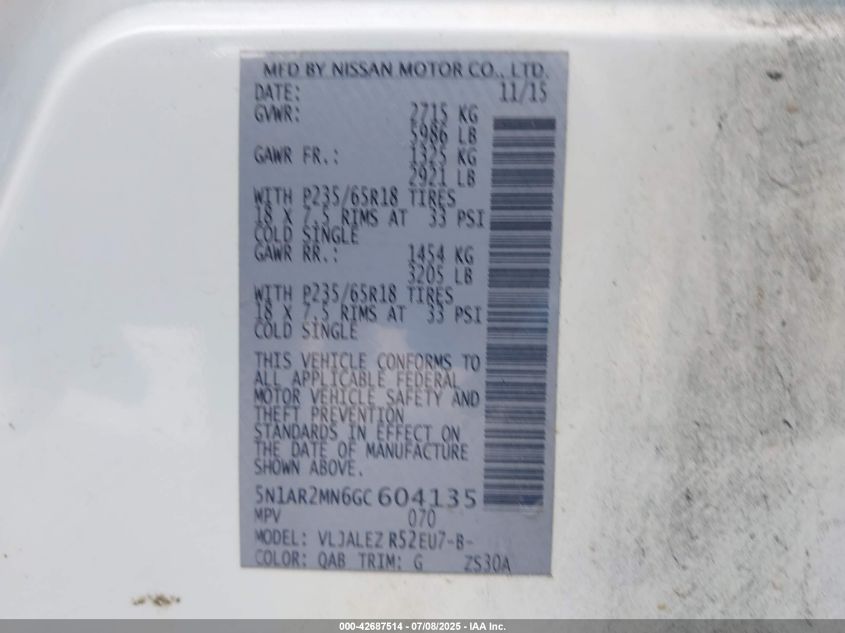 MFD BY NISSAN MOTOR CO., LTD.
DATE: 11/15
GVWR: 2715 KG
5986 LB
GAWR FR.: 1325 KG
2921 LB
WITH P235/65R18 TIRES
18 X 7.5 RIMS AT 33 PSI
COLD SINGLE
GAWR RR.: 1454 KG
3205 LB
WITH P235/65R18 TIRES
18 X 7.5 RIMS AT 33 PSI
COLD SINGLE
THIS VEHICLE CONFORMS TO
ALL APPLICABLE FEDERAL
MOTOR VEHICLE SAFETY AND
THEFT PREVENTION
STANDARDS IN EFFECT ON
THE DATE OF MANUFACTURE
SHOWN ABOVE.
5N1AR2MN6GC 604135
MPV 070
MODEL: VLJALEZ R52EU7-B-
COLOR: QAB TRIM: G ZS30A
000-42687514 - 07/08/2025 - IAA Inc.